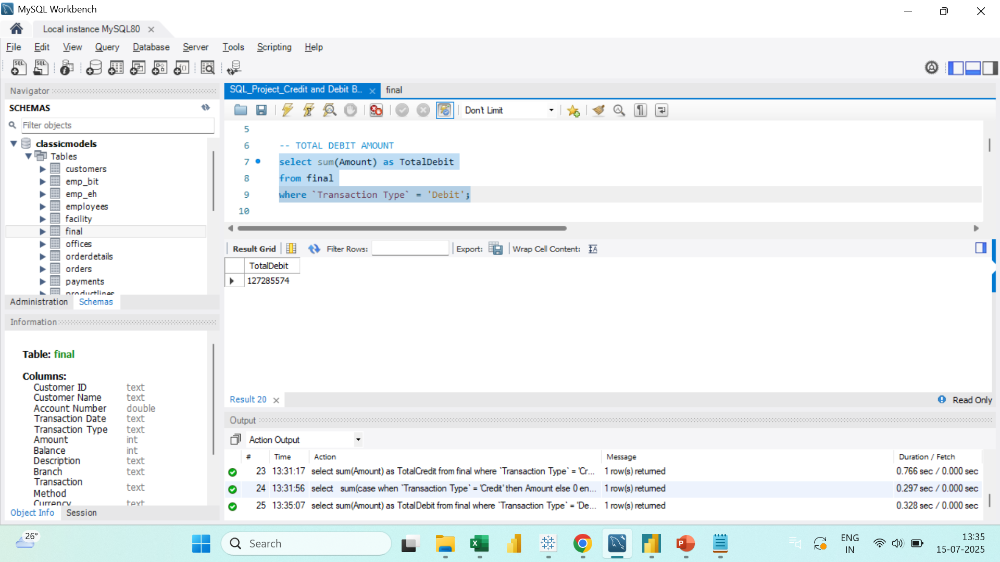 MySQL Workbench
Local instance MySQL80
File Edit View Query Database Server Tools Scripting Help
Navigator
SCHEMAS
Filter objects
classicmodels
Tables
customers
emp_bit
emp_eh
employees
facility
final
offices
orderdetails
orders
payments
productlines
Administration Schemas
Information
Table: final
Columns:
Customer ID text
Customer Name text
Account Number double
Transaction Date text
Transaction Type text
Amount int
Balance int
Description text
Branch text
Transaction
Method text
Currency text
Object Info Session
SQL_Project_Credit and Debit B... final
Don't Limit
5
6 -- TOTAL DEBIT AMOUNT
7 select sum(Amount) as TotalDebit
8 from final
9 where `Transaction Type` = 'Debit';
10
Result Grid Filter Rows: Export: Wrap Cell Content:
TotalDebit
127285574
Result 20 Read Only
Output
Action Output
# Time Action Message Duration / Fetch
23 13:31:17 select sum(Amount) as TotalCredit from final where `Transaction Type` = 'Cr... 1 row(s) returned 0.766 sec / 0.000 sec
24 13:31:56 select sum(case when `Transaction Type` = 'Credit' then Amount else 0 en... 1 row(s) returned 0.297 sec / 0.000 sec
25 13:35:07 select sum(Amount) as TotalDebit from final where `Transaction Type` = 'De... 1 row(s) returned 0.328 sec / 0.000 sec
26°
Search
ENG
IN
13:35
15-07-2025